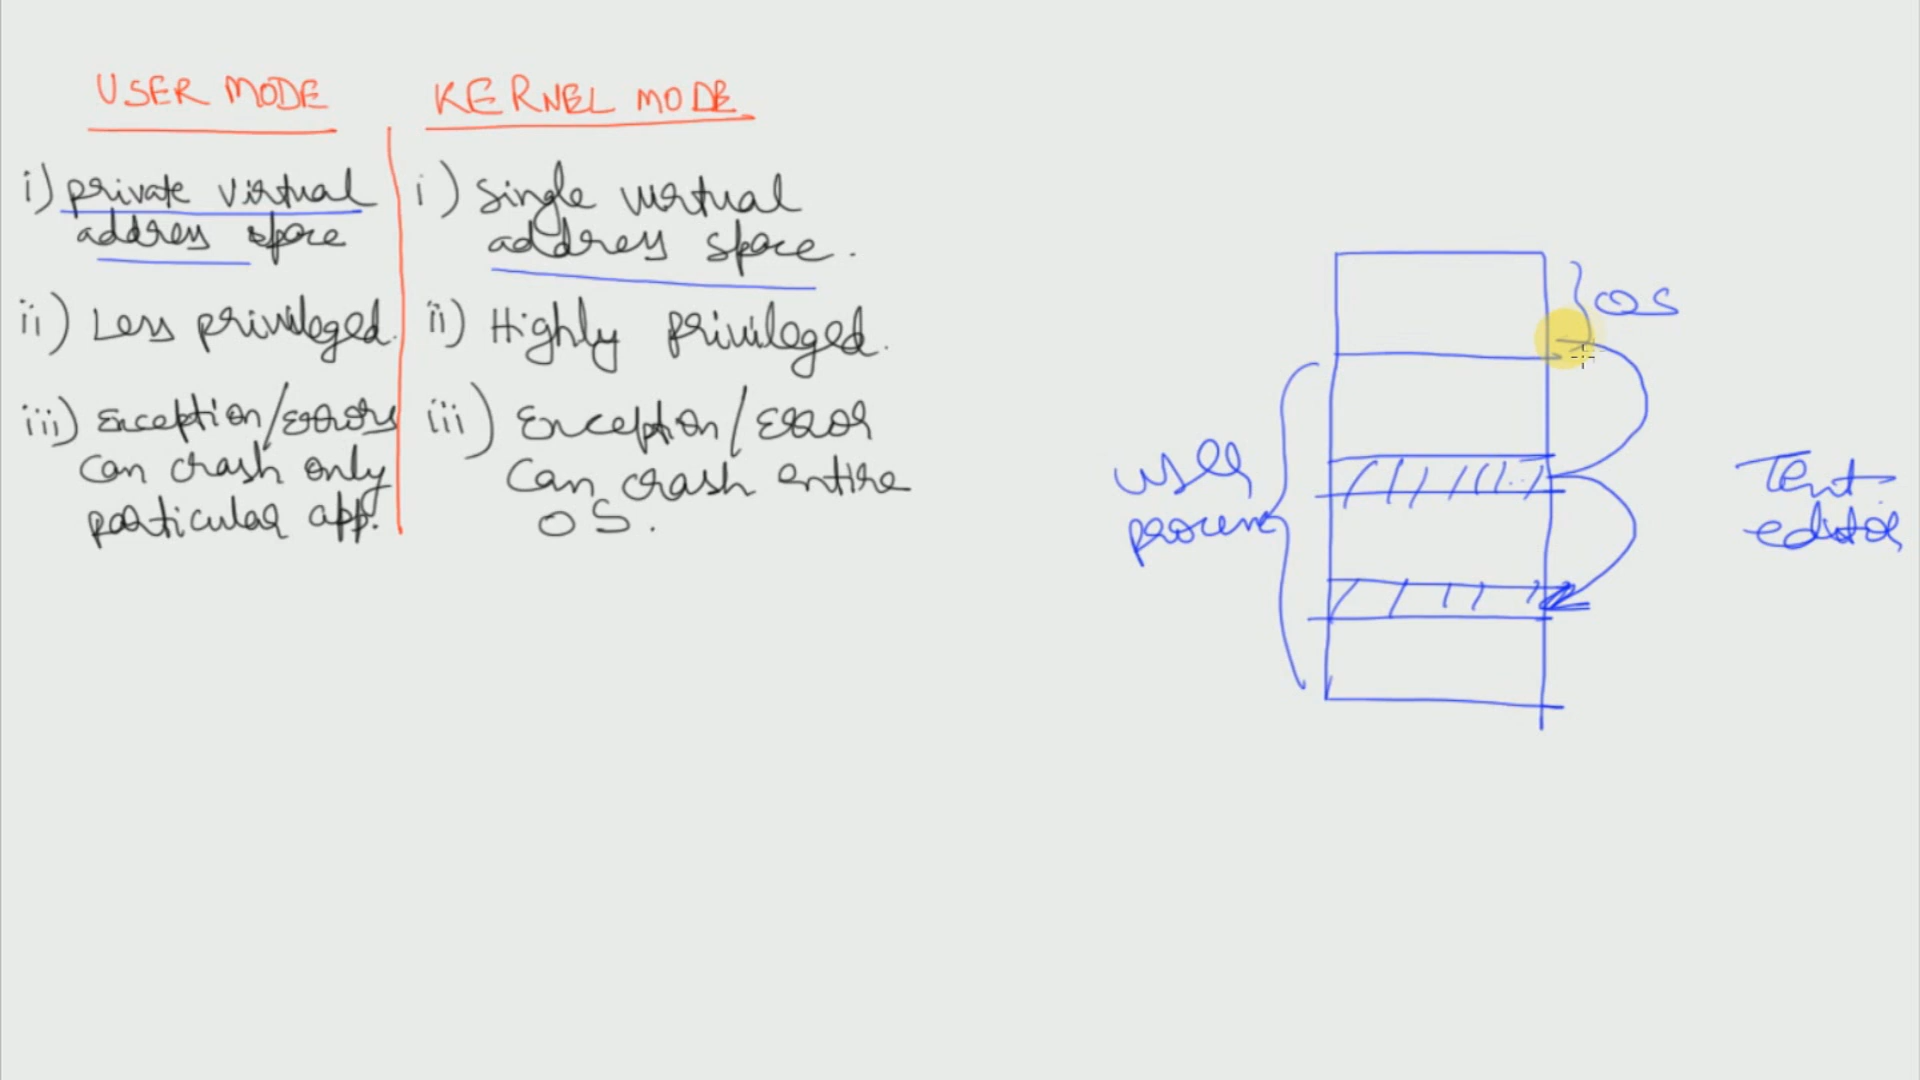 USER MODE
KERNEL MODE
i) private virtual
address space
ii) Less privileged.
iii) Exception/errors
can crash only
particular app.
i) Single virtual
address space.
ii) Highly privileged.
iii) Exception/Error
can crash entire
OS.
OS
user
process
Text
editor